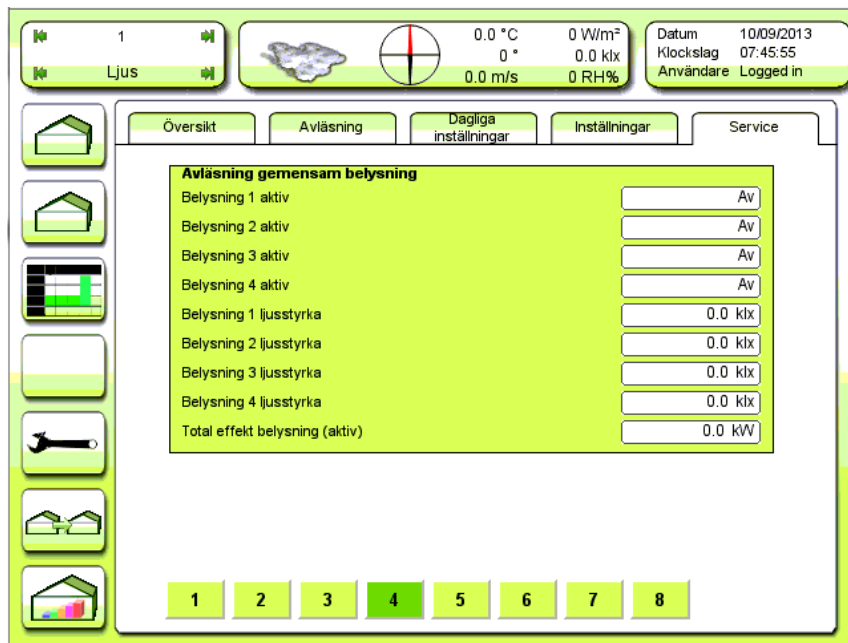 1
Ljus
0.0 °C
0 °
0.0 m/s
0 W/m²
0.0 klx
0 RH%
Datum 10/09/2013
Klockslag 07:45:55
Användare Logged in
Översikt
Avläsning
Dagliga
inställningar
Inställningar
Service
Avläsning gemensam belysning
Belysning 1 aktiv Av
Belysning 2 aktiv Av
Belysning 3 aktiv Av
Belysning 4 aktiv Av
Belysning 1 ljusstyrka 0.0 klx
Belysning 2 ljusstyrka 0.0 klx
Belysning 3 ljusstyrka 0.0 klx
Belysning 4 ljusstyrka 0.0 klx
Total effekt belysning (aktiv) 0.0 kW
1 2 3 4 5 6 7 8